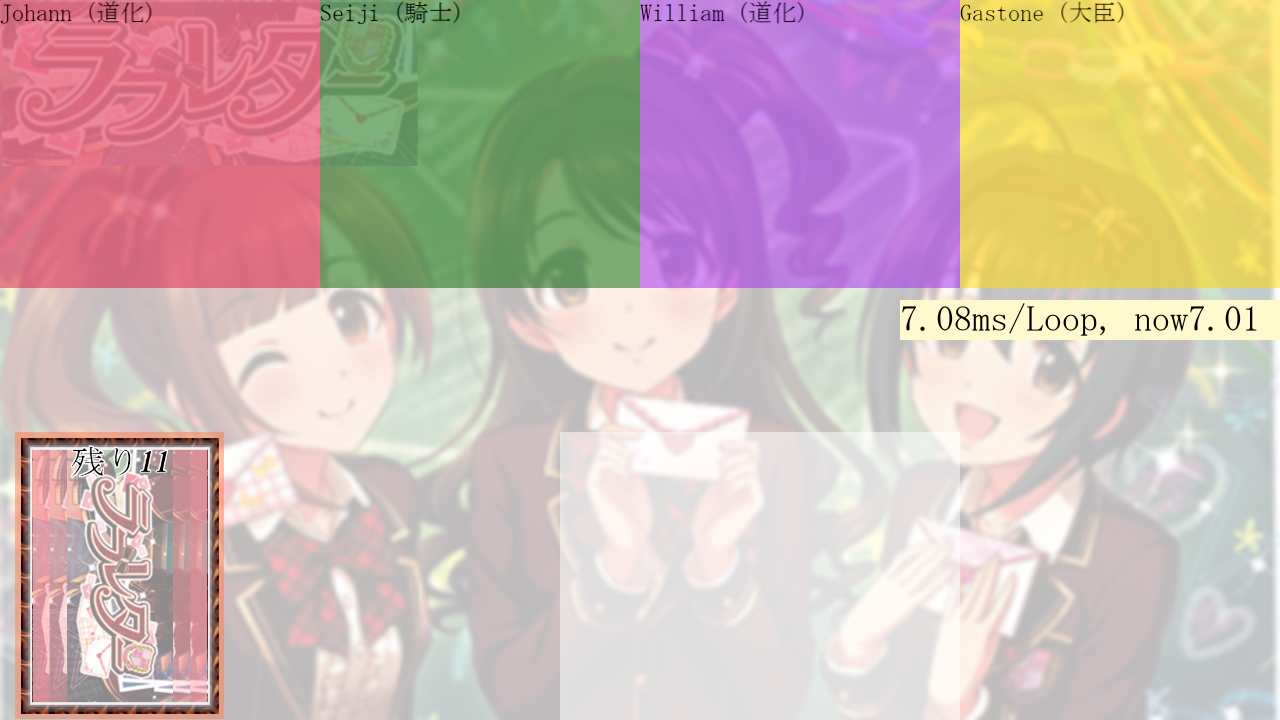 Johann（道化）
Seiji（騎士）
William（道化）
Gastone（大臣）
ラブレター
7.08ms/Loop, now7.01
残り11
ラブレター